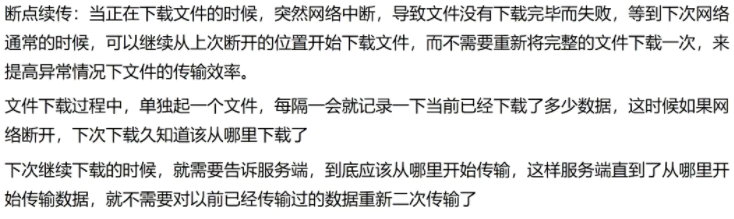 断点续传：当正在下载文件的时候，突然网络中断，导致文件没有下载完毕而失败，等到下次网络
通常的时候，可以继续从上次断开的位置开始下载文件，而不需要重新将完整的文件下载一次，来
提高异常情况下文件的传输效率。
文件下载过程中，单独起一个文件，每隔一会就记录一下当前已经下载了多少数据，这时候如果网
络断开，下次下载久知道该从哪里下载了
下次继续下载的时候，就需要告诉服务端，到底应该从哪里开始传输，这样服务端直到了从哪里开
始传输数据，就不需要对以前已经传输过的数据重新二次传输了